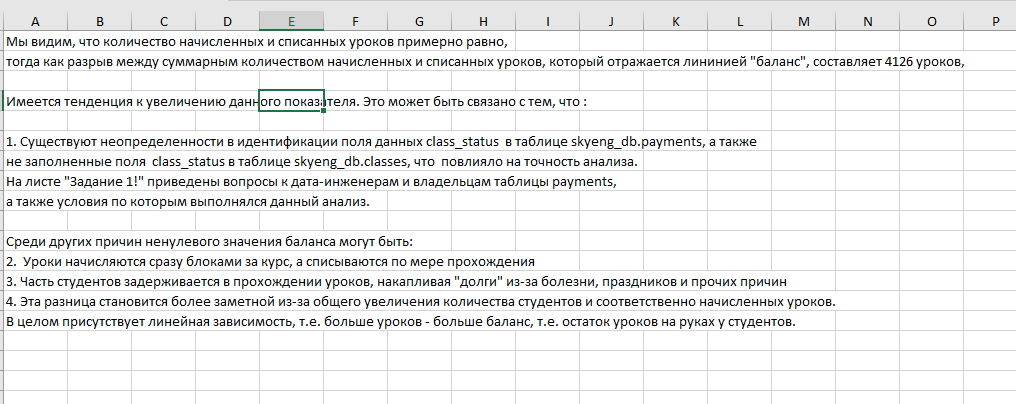 A B C D E F G H I J K L M N O P
Мы видим, что количество начисленных и списанных уроков примерно равно,
тогда как разрыв между суммарным количеством начисленных и списанных уроков, который отражается лининией "баланс", составляет 4126 уроков,
Имеется тенденция к увеличению данного показателя. Это может быть связано с тем, что :
1. Существуют неопределенности в идентификации поля данных class_status в таблице skyeng_db.payments, а также
не заполненные поля class_status в таблице skyeng_db.classes, что повлияло на точность анализа.
На листе "Задание 1!" приведены вопросы к дата-инженерам и владельцам таблицы payments,
а также условия по которым выполнялся данный анализ.
Среди других причин ненулевого значения баланса могут быть:
2. Уроки начисляются сразу блоками за курс, а списываются по мере прохождения
3. Часть студентов задерживается в прохождении уроков, накапливая "долги" из-за болезни, праздников и прочих причин
4. Эта разница становится более заметной из-за общего увеличения количества студентов и соответственно начисленных уроков.
В целом присутствует линейная зависимость, т.е. больше уроков - больше баланс, т.е. остаток уроков на руках у студентов.